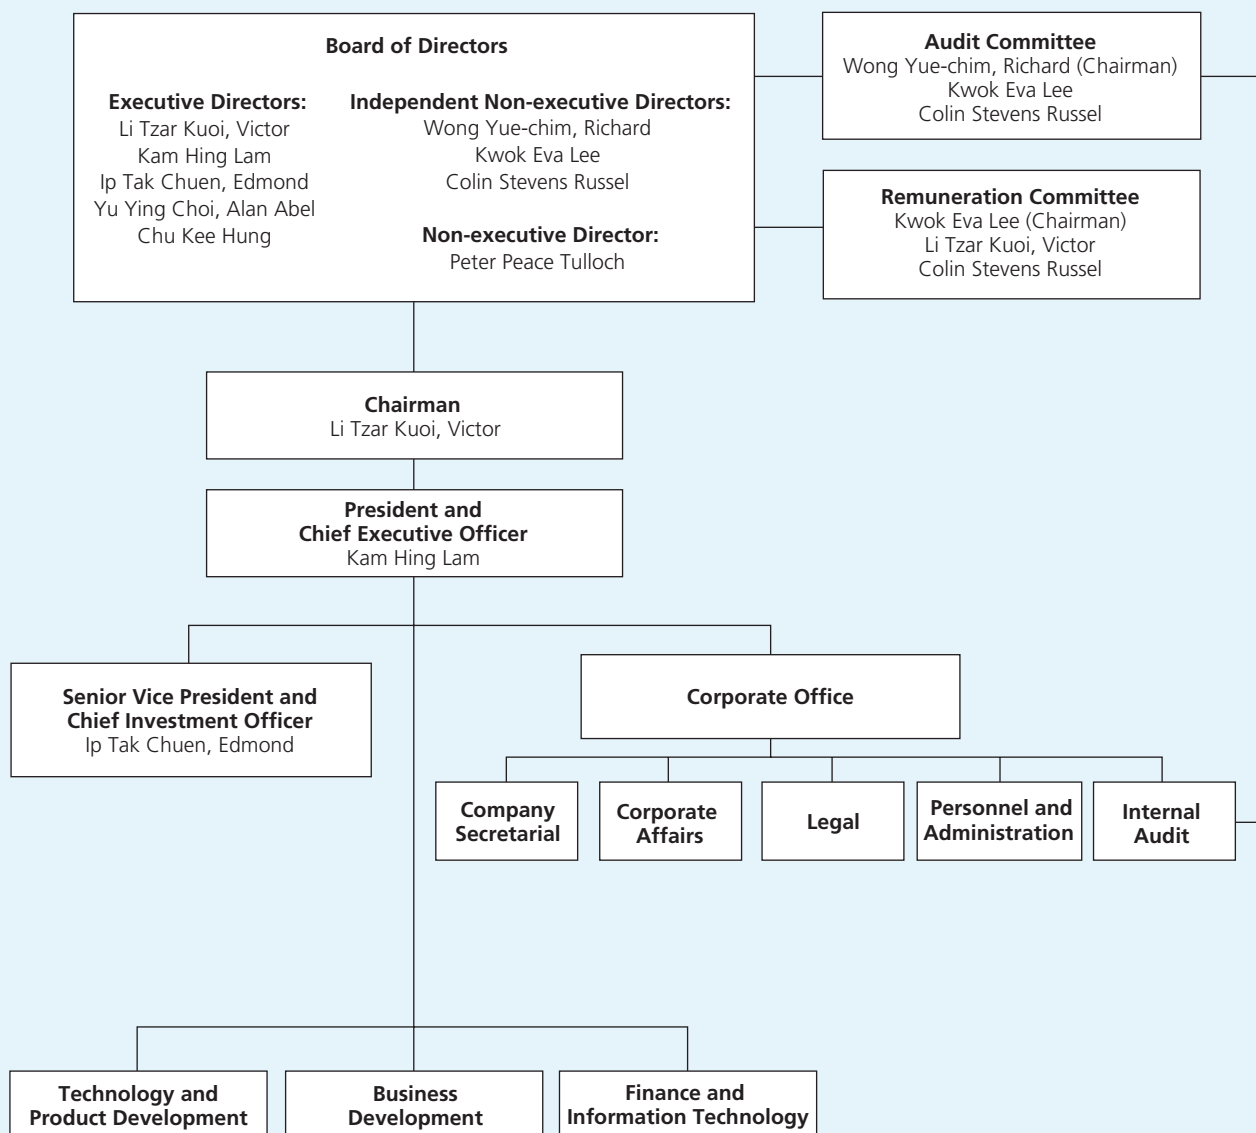 Board of Directors
Executive Directors:
Li Tzar Kuoi, Victor
Kam Hing Lam
Ip Tak Chuen, Edmond
Yu Ying Choi, Alan Abel
Chu Kee Hung
Independent Non-executive Directors:
Wong Yue-chim, Richard
Kwok Eva Lee
Colin Stevens Russel
Non-executive Director:
Peter Peace Tulloch
Audit Committee
Wong Yue-chim, Richard (Chairman)
Kwok Eva Lee
Colin Stevens Russel
Remuneration Committee
Kwok Eva Lee (Chairman)
Li Tzar Kuoi, Victor
Colin Stevens Russel
Chairman
Li Tzar Kuoi, Victor
President and
Chief Executive Officer
Kam Hing Lam
Senior Vice President and
Chief Investment Officer
Ip Tak Chuen, Edmond
Corporate Office
Company
Secretarial
Corporate
Affairs
Legal
Personnel and
Administration
Internal
Audit
Technology and
Product Development
Business
Development
Finance and
Information Technology